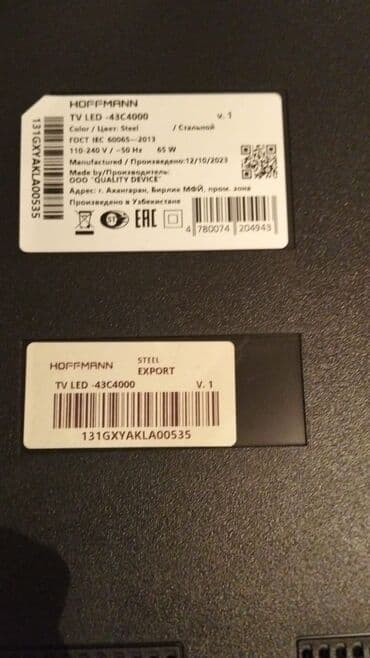 HOFFMANN
TV LED -43C4000 v. 1
Color / Цвет: Steel / Стальной
ГОСТ IEC 60065—2013
110-240 V / ~50 Hz 65 W
Manufactured / Произведено:12/10/2023
Made by/Производитель:
ООО "QUALITY DEVICE"
Адрес: г. Ахангаран, Бирлик МФЙ, пром. зона
Произведено в Узбекистане
EAC
4 780074 204943
131GXYAKLA00535
HOFFMANN STEEL
EXPORT
TV LED -43C4000 V. 1
131GXYAKLA00535